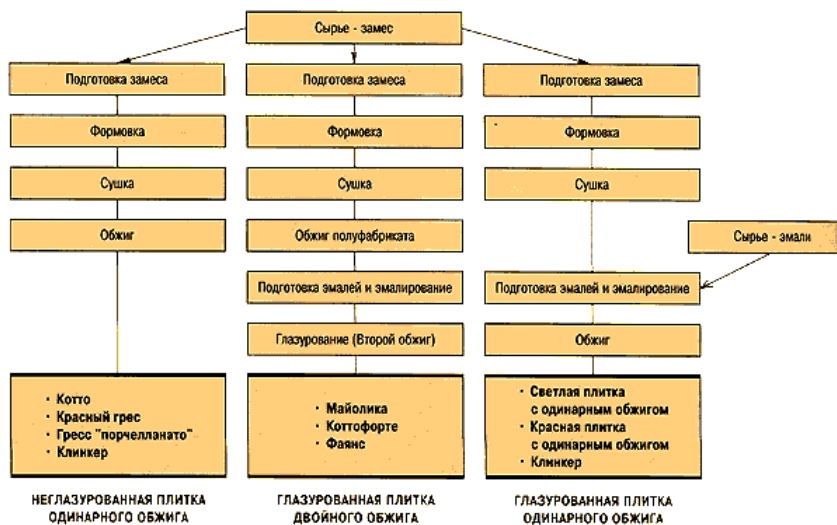 Сырье - замес
Подготовка замеса
Подготовка замеса
Подготовка замеса
Формовка
Формовка
Формовка
Сушка
Сушка
Сушка
Обжиг
Обжиг полуфабриката
Сырье - эмали
Подготовка эмалей и эмалирование
Подготовка эмалей и эмалирование
Глазурование (Второй обжиг)
Обжиг
· Котто
· Красный грес
· Гресс "порчелланато"
· Клинкер
· Майолика
· Коттофорте
· Фаянс
· Светлая плитка
с одинарным обжигом
· Красная плитка
с одинарным обжигом
· Клинкер
НЕГЛАЗУРОВАННАЯ ПЛИТКА
ОДИНАРНОГО ОБЖИГА
ГЛАЗУРОВАННАЯ ПЛИТКА
ДВОЙНОГО ОБЖИГА
ГЛАЗУРОВАННАЯ ПЛИТКА
ОДИНАРНОГО ОБЖИГА